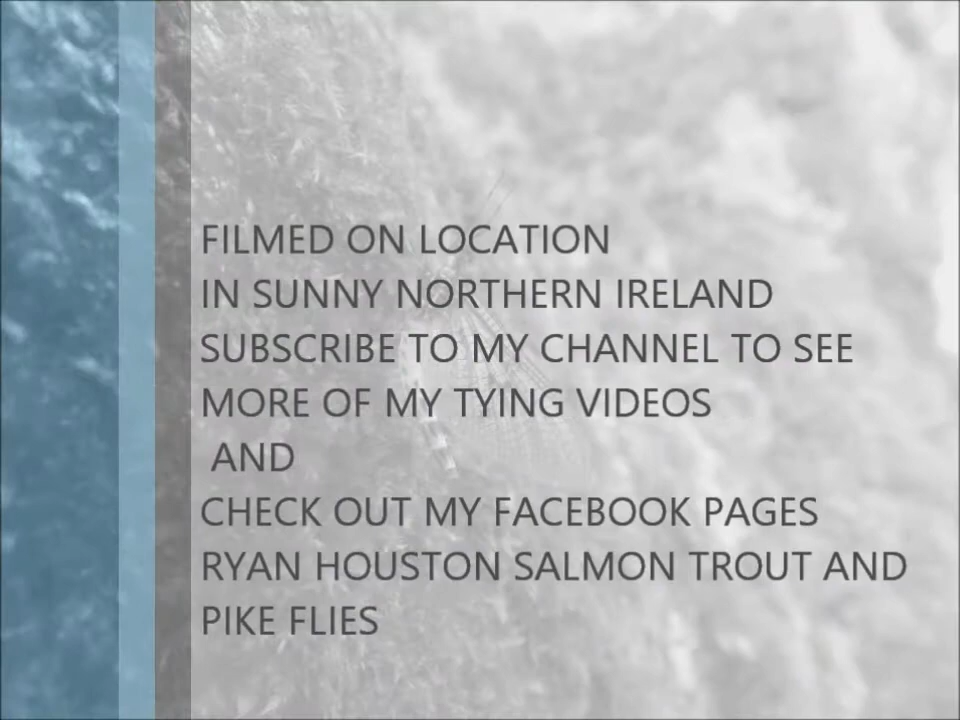 FILMED ON LOCATION
IN SUNNY NORTHERN IRELAND
SUBSCRIBE TO MY CHANNEL TO SEE
MORE OF MY TYING VIDEOS
AND
CHECK OUT MY FACEBOOK PAGES
RYAN HOUSTON SALMON TROUT AND
PIKE FLIES